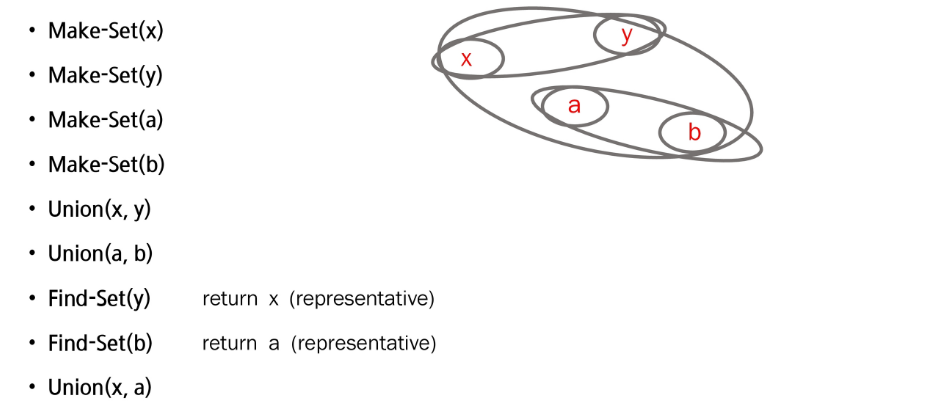 • Make-Set(x)
• Make-Set(y)
• Make-Set(a)
• Make-Set(b)
• Union(x, y)
• Union(a, b)
• Find-Set(y) return x (representative)
• Find-Set(b) return a (representative)
• Union(x, a)
x
y
a
b